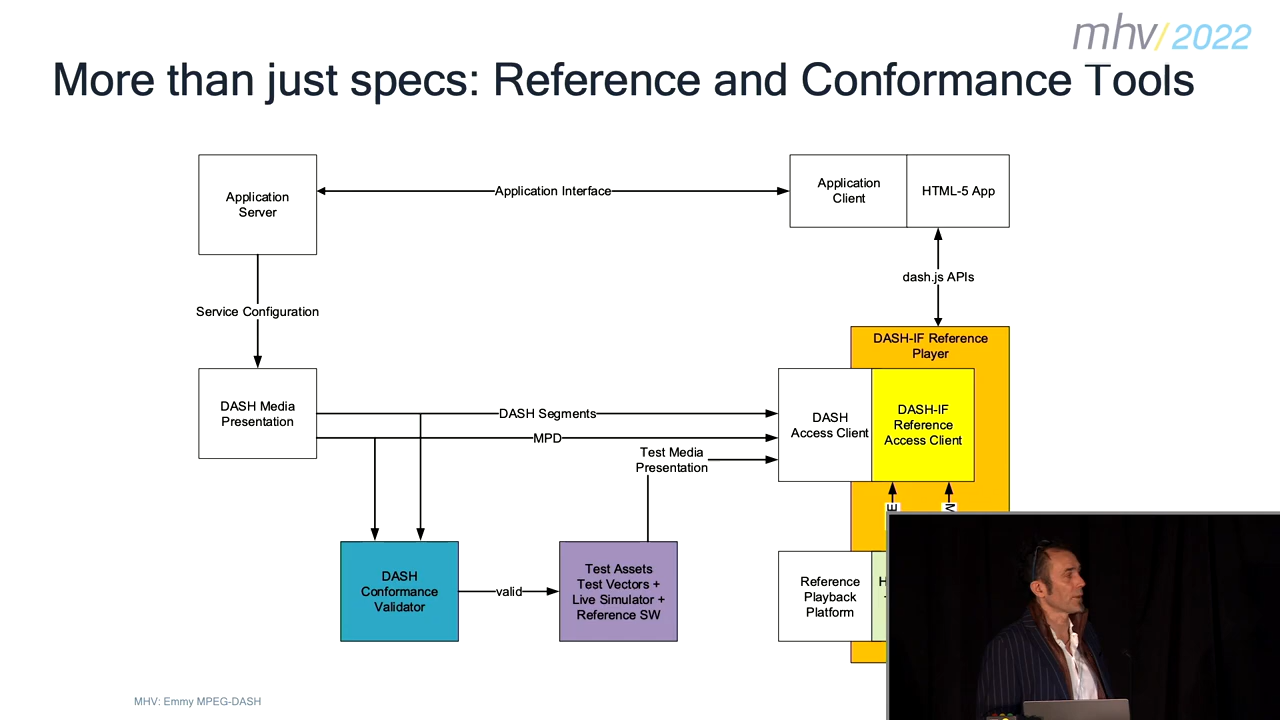 mhv/2022
More than just specs: Reference and Conformance Tools
Application
Server
Application Interface
Application
Client
HTML-5 App
dash.js APIs
Service Configuration
DASH-IF Reference
Player
DASH Media
Presentation
DASH Segments
MPD
Test Media
Presentation
DASH
Access Client
DASH-IF
Reference
Access Client
DASH
Conformance
Validator
valid
Test Assets
Test Vectors +
Live Simulator +
Reference SW
Reference
Playback
Platform
MHV: Emmy MPEG-DASH